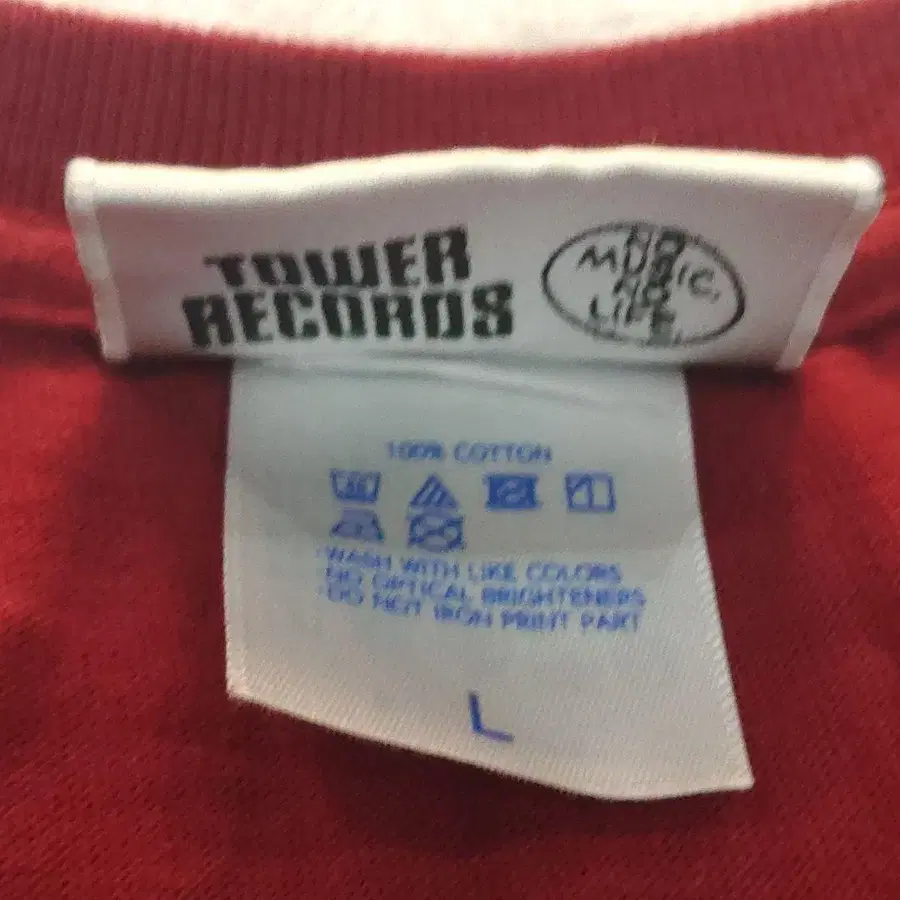 TOWER
RECORDS
NO
MUSIC,
NO
LIFE.
100% COTTON
·WASH WITH LIKE COLORS
·NO OPTICAL BRIGHTENERS
·DO NOT IRON PRINT PART
L